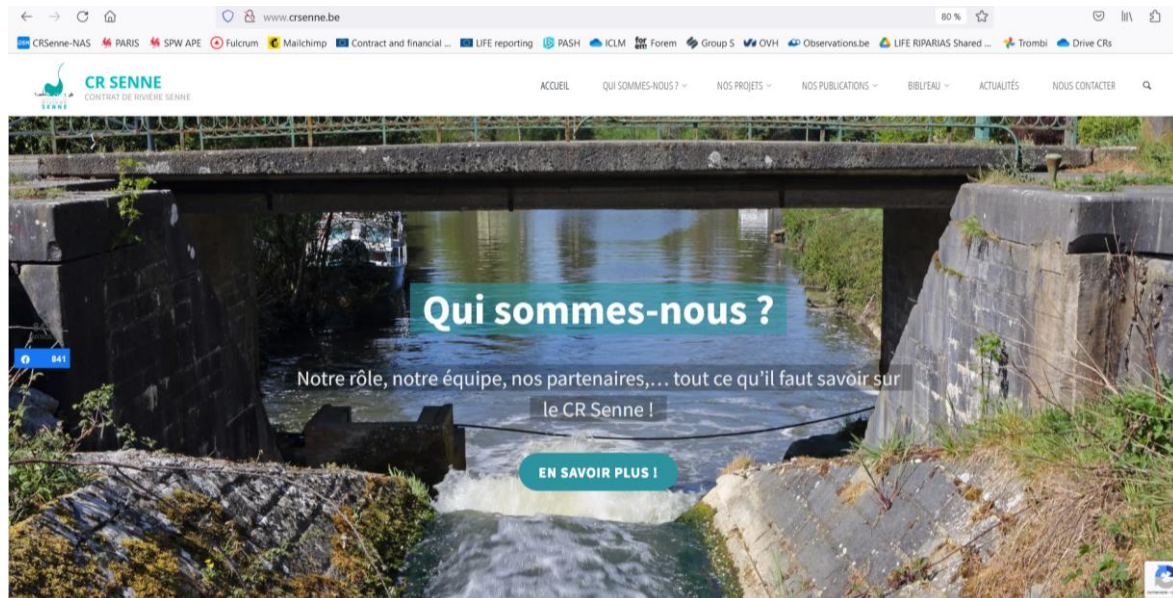 www.crsenne.be
80 %
CRSenne-NAS PARIS SPW APE Fulcrum Mailchimp Contract and financial ... LIFE reporting PASH ICLM Forem Group S OVH Observations.be LIFE RIPARIAS Shared ... Trombi Drive CRs
CR SENNE
CONTRAT DE RIVIÈRE SENNE
ACCUEIL QUI SOMMES-NOUS ? NOS PROJETS NOS PUBLICATIONS BIBLI'EAU ACTUALITÉS NOUS CONTACTER
Qui sommes-nous ?
841
Notre rôle, notre équipe, nos partenaires,... tout ce qu'il faut savoir sur
le CR Senne !
EN SAVOIR PLUS !